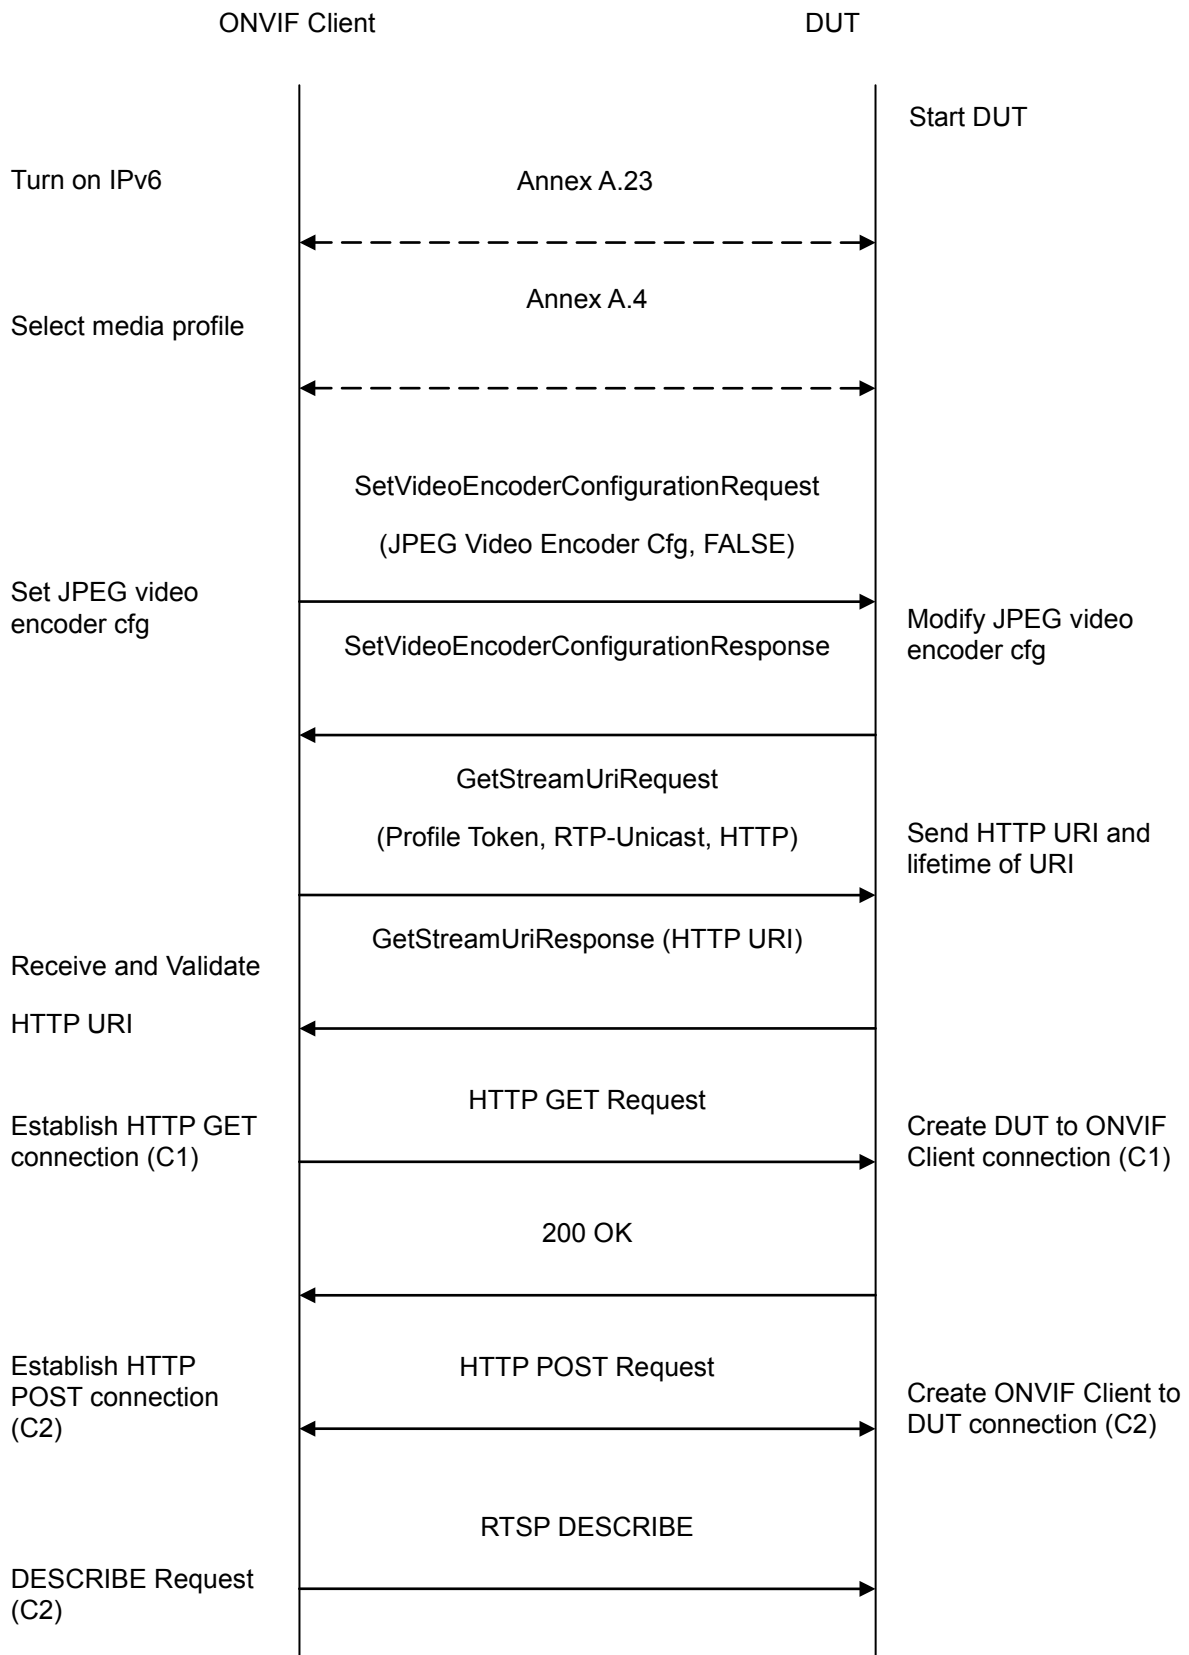 ONVIF Client
DUT
Start DUT
Turn on IPv6
Annex A.23
Annex A.4
Select media profile
SetVideoEncoderConfigurationRequest
(JPEG Video Encoder Cfg, FALSE)
Set JPEG video
encoder cfg
Modify JPEG video
encoder cfg
SetVideoEncoderConfigurationResponse
GetStreamUriRequest
(Profile Token, RTP-Unicast, HTTP)
Send HTTP URI and
lifetime of URI
GetStreamUriResponse (HTTP URI)
Receive and Validate
HTTP URI
HTTP GET Request
Establish HTTP GET
connection (C1)
Create DUT to ONVIF
Client connection (C1)
200 OK
Establish HTTP
POST connection
(C2)
HTTP POST Request
Create ONVIF Client to
DUT connection (C2)
RTSP DESCRIBE
DESCRIBE Request
(C2)